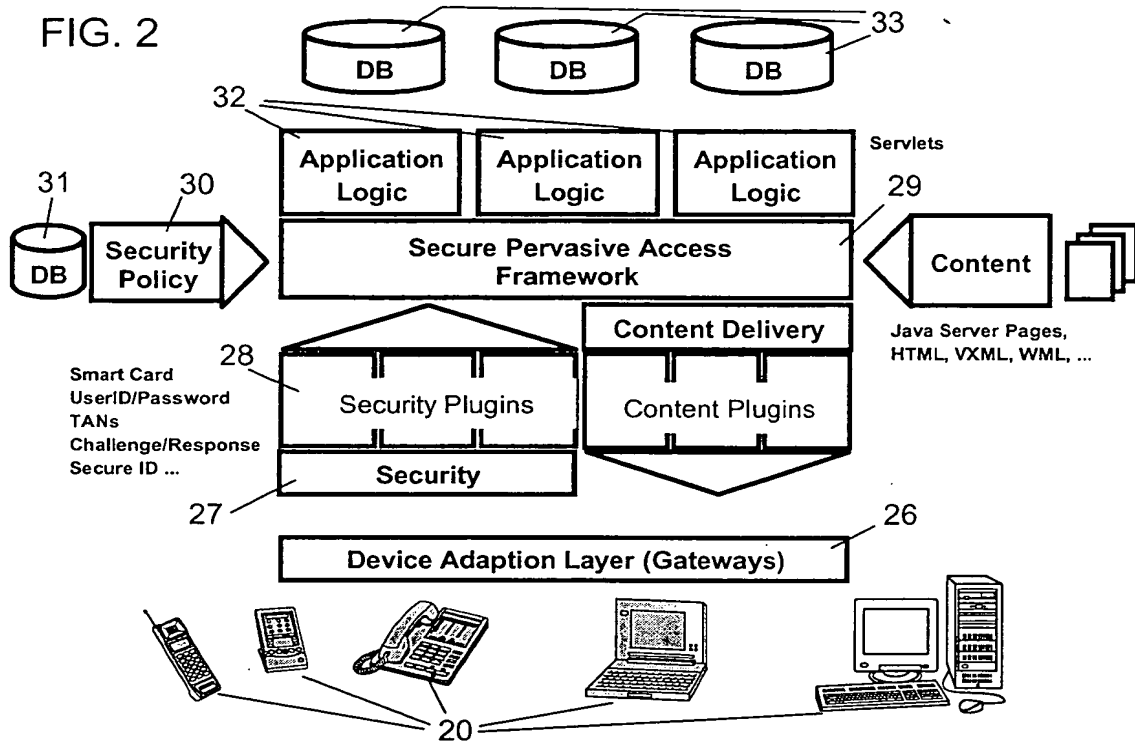 FIG. 2
33
DB
DB
DB
32
Application
Logic
Application
Logic
Application
Logic
Servlets
31
30
29
DB
Security
Policy
Secure Pervasive Access
Framework
Content
Content Delivery
Java Server Pages,
HTML, VXML, WML, ...
28
Smart Card
UserID/Password
TANs
Challenge/Response
Secure ID ...
Security Plugins
Content Plugins
Security
27
26
Device Adaption Layer (Gateways)
20